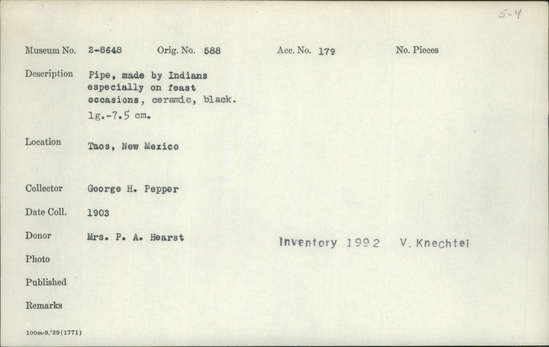 5-4
Museum No. 2-8648 Orig. No. 588 Acc. No. 179 No. Pieces
Description Pipe, made by Indians
especially on feast
occasions, ceramic, black.
lg.-7.5 cm.
Location Taos, New Mexico
Collector George H. Pepper
Date Coll. 1903
Donor Mrs. P. A. Hearst
Inventory 1992 V. Knechtel
Photo
Published
Remarks
100m-8,'39(1771)